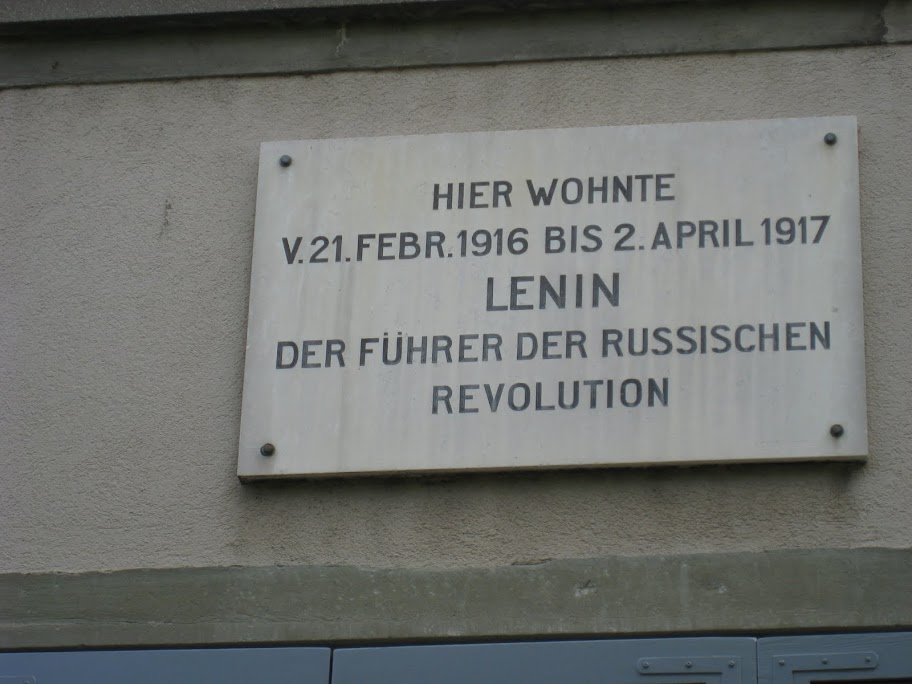 HIER WOHNTE
V. 21. FEBR. 1916 BIS 2. APRIL 1917
LENIN
DER FÜHRER DER RUSSISCHEN
REVOLUTION